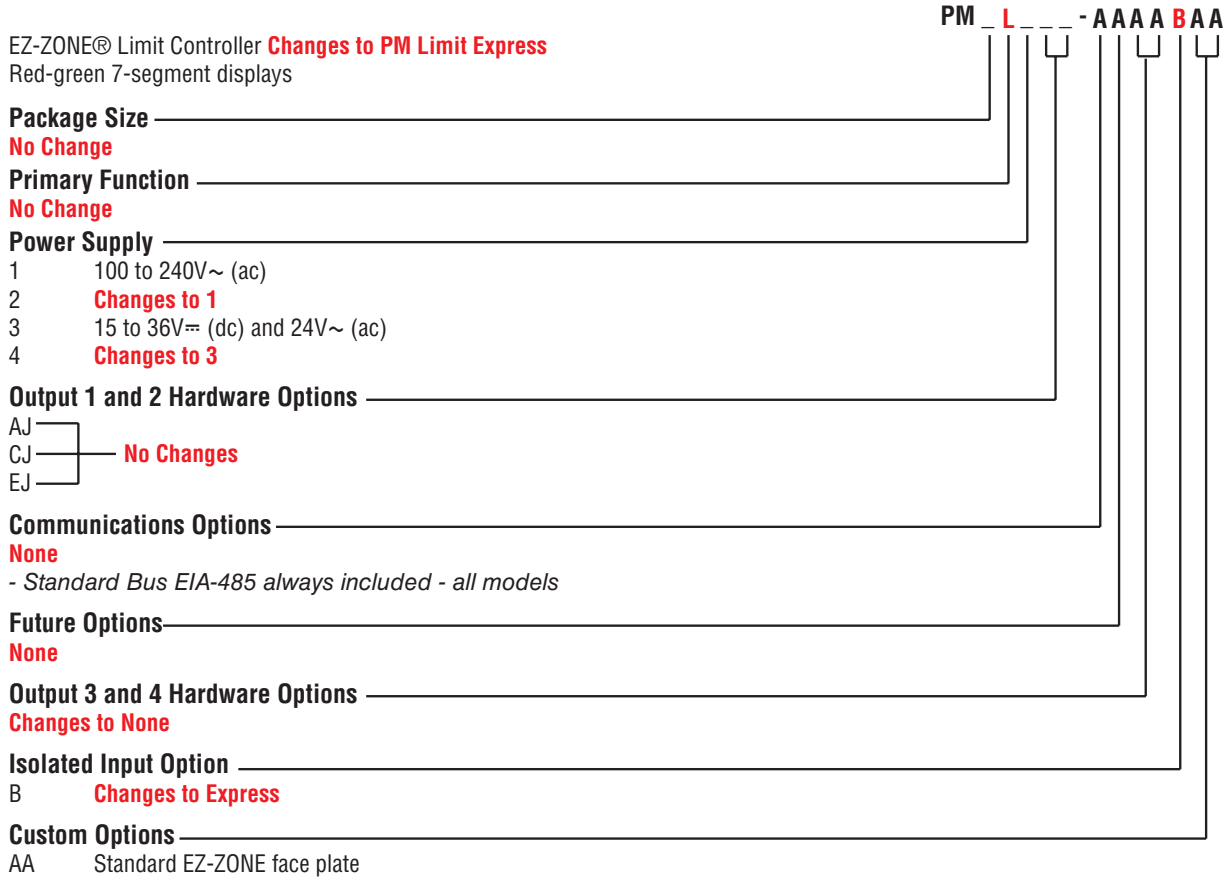 PM _ L _ _ _ - A A A A B A A
EZ-ZONE® Limit Controller Changes to PM Limit Express
Red-green 7-segment displays
Package Size
No Change
Primary Function
No Change
Power Supply
1 100 to 240V~ (ac)
2 Changes to 1
3 15 to 36V⎓ (dc) and 24V~ (ac)
4 Changes to 3
Output 1 and 2 Hardware Options
AJ
CJ No Changes
EJ
Communications Options
None
- Standard Bus EIA-485 always included - all models
Future Options
None
Output 3 and 4 Hardware Options
Changes to None
Isolated Input Option
B Changes to Express
Custom Options
AA Standard EZ-ZONE face plate